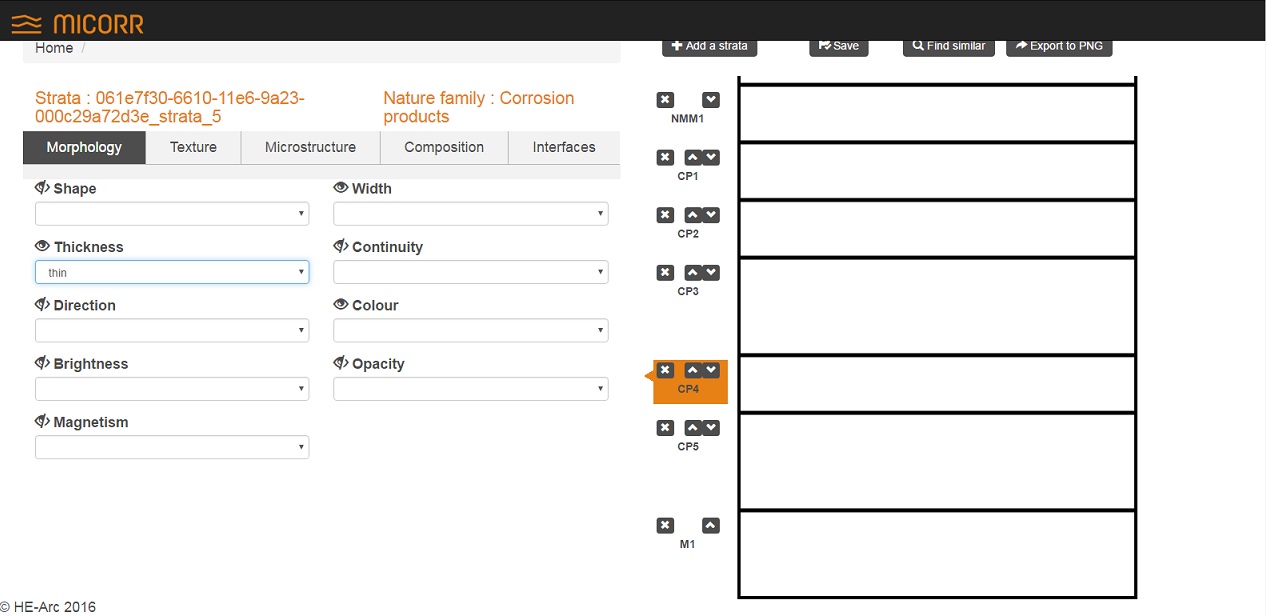 MICORR
Home /
Add a strata
Save
Find similar
Export to PNG
Strata : 061e7f30-6610-11e6-9a23-
000c29a72d3e_strata_5
Nature family : Corrosion
products
Morphology
Texture
Microstructure
Composition
Interfaces
Shape
Width
Thickness
thin
Continuity
Direction
Colour
Brightness
Opacity
Magnetism
NMM1
CP1
CP2
CP3
CP4
CP5
M1
© HE-Arc 2016